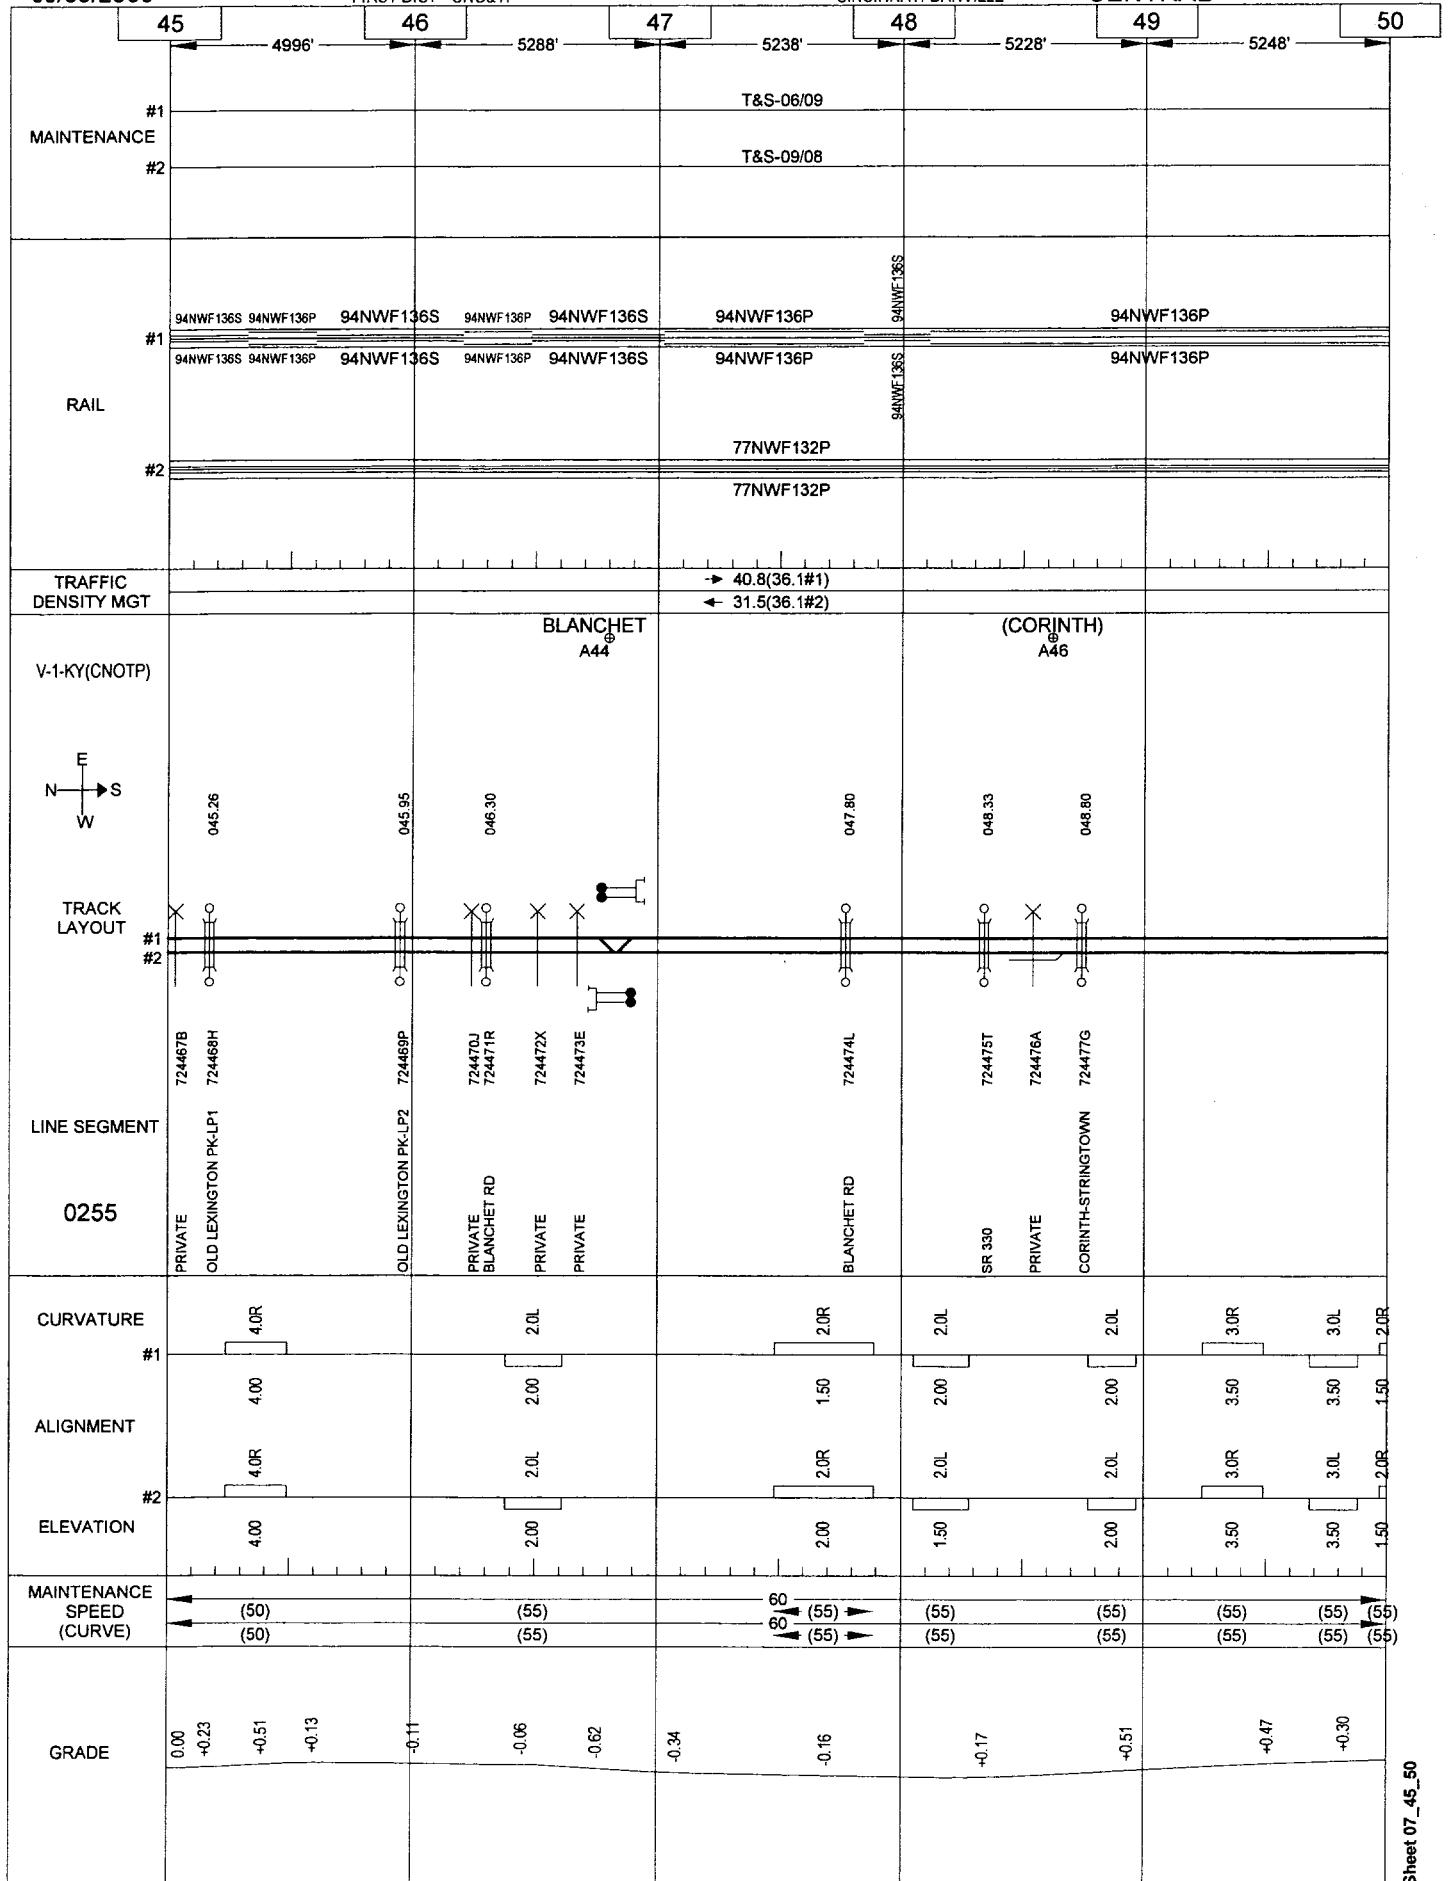 45 46 47 48 49 50
4996' 5288' 5238' 5228' 5248'
#1 T&S-06/09
MAINTENANCE
#2 T&S-09/08
94NWF136S 94NWF136P 94NWF136S 94NWF136P 94NWF136S 94NWF136P 94NWF136S 94NWF136P
#1
94NWF136S 94NWF136P 94NWF136S 94NWF136P 94NWF136S 94NWF136P 94NWF136S 94NWF136P
RAIL
77NWF132P
#2
77NWF132P
TRAFFIC
DENSITY MGT
40.8(36.1#1)
31.5(36.1#2)
BLANCHET (CORINTH)
A44 A46
V-1-KY(CNOTP)
E
N S
W
045.26 045.95 046.30 047.80 048.33 048.80
TRACK
LAYOUT
#1
#2
724467B 724468H 724469P 724470J 724471R 724472X 724473E 724474L 724475T 724476A 724477G
LINE SEGMENT
0255
PRIVATE
OLD LEXINGTON PK-LP1
OLD LEXINGTON PK-LP2
PRIVATE
BLANCHET RD
PRIVATE
PRIVATE
BLANCHET RD
SR 330
PRIVATE
CORINTH-STRINGTOWN
CURVATURE
4.0R 2.0L 2.0R 2.0L 2.0L 3.0R 3.0L 2.0R
#1
4.00 2.00 1.50 2.00 2.00 3.50 3.50 1.50
ALIGNMENT
4.0R 2.0L 2.0R 2.0L 2.0L 3.0R 3.0L 2.0R
#2
ELEVATION
4.00 2.00 2.00 1.50 2.00 3.50 3.50 1.50
MAINTENANCE
SPEED
(CURVE)
60
(50) (55) (55) (55) (55) (55) (55) (55)
60
(50) (55) (55) (55) (55) (55) (55) (55)
GRADE
0.00 +0.23 +0.51 +0.13 -0.11 -0.06 -0.62 -0.34 -0.16 +0.17 +0.51 +0.47 +0.30
Sheet 07_45_50